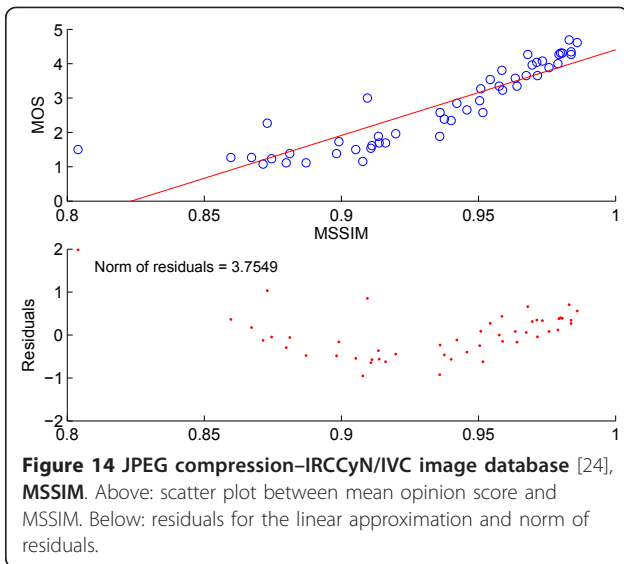 5
4
3
2
1
0
MOS
0.8 0.85 0.9 0.95 1
MSSIM
2
1
0
−1
−2
Residuals
Norm of residuals = 3.7549
0.8 0.85 0.9 0.95 1
Figure 14 JPEG compression–IRCCyN/IVC image database [24],
MSSIM. Above: scatter plot between mean opinion score and
MSSIM. Below: residuals for the linear approximation and norm of
residuals.